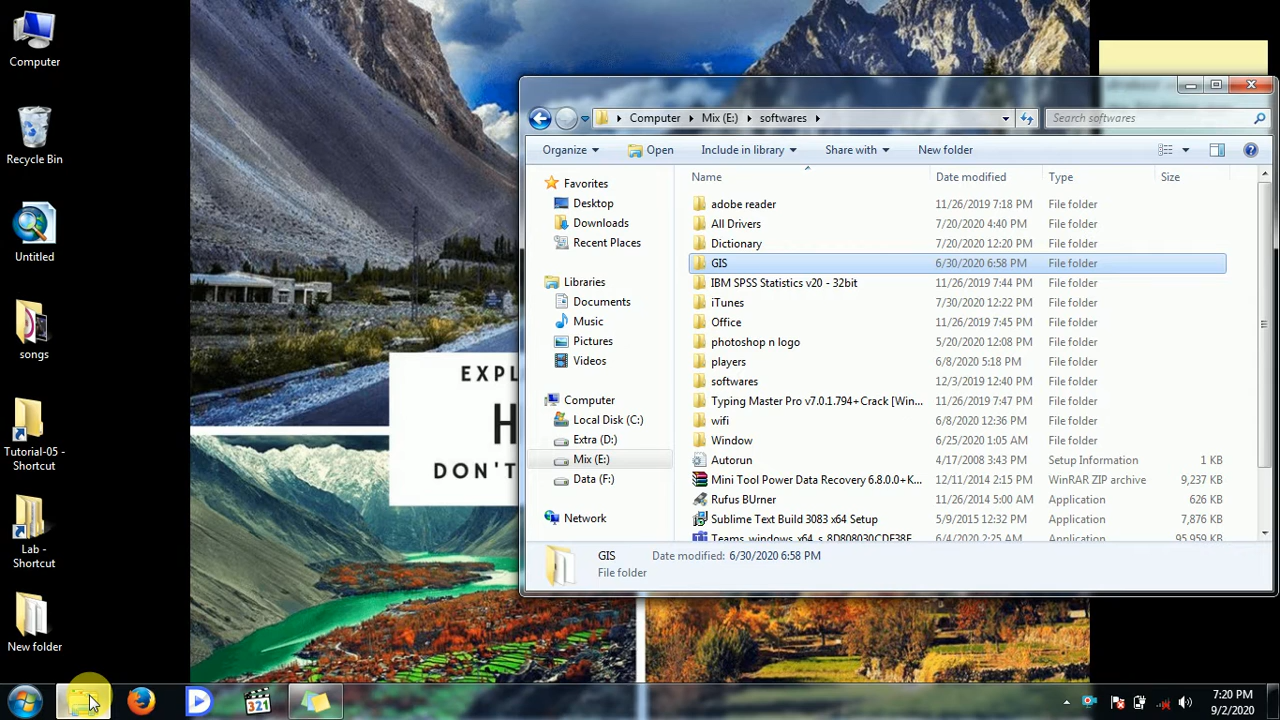 Computer
Recycle Bin
Untitled
songs
Tutorial-05 -
Shortcut
Lab -
Shortcut
New folder
EXPL
H
DON'T
Computer Mix (E:) softwares
Search softwares
Organize Open Include in library Share with New folder
Favorites
Desktop
Downloads
Recent Places
Libraries
Documents
Music
Pictures
Videos
Computer
Local Disk (C:)
Extra (D:)
Mix (E:)
Data (F:)
Network
Name Date modified Type Size
adobe reader 11/26/2019 7:18 PM File folder
All Drivers 7/20/2020 4:40 PM File folder
Dictionary 7/20/2020 12:20 PM File folder
GIS 6/30/2020 6:58 PM File folder
IBM SPSS Statistics v20 - 32bit 11/26/2019 7:44 PM File folder
iTunes 7/30/2020 12:22 PM File folder
Office 11/26/2019 7:45 PM File folder
photoshop n logo 5/20/2020 12:08 PM File folder
players 6/8/2020 5:18 PM File folder
softwares 12/3/2019 12:40 PM File folder
Typing Master Pro v7.0.1.794+Crack [Win... 11/26/2019 7:47 PM File folder
wifi 6/8/2020 12:36 PM File folder
Window 6/25/2020 1:05 AM File folder
Autorun 4/17/2008 3:43 PM Setup Information 1 KB
Mini Tool Power Data Recovery 6.8.0.0+K... 12/11/2014 2:15 PM WinRAR ZIP archive 9,237 KB
Rufus BUrner 11/26/2014 5:00 AM Application 626 KB
Sublime Text Build 3083 x64 Setup 5/9/2015 12:32 PM Application 7,876 KB
Teams_windows_x64_s_8D808030CDF38F 6/4/2020 2:25 AM Application 95,959 KB
GIS Date modified: 6/30/2020 6:58 PM
File folder
321
7:20 PM
9/2/2020